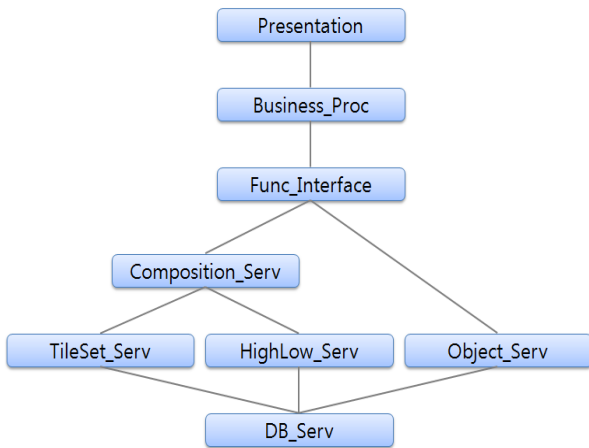 Presentation
Business_Proc
Func_Interface
Composition_Serv
TileSet_Serv
HighLow_Serv
Object_Serv
DB_Serv